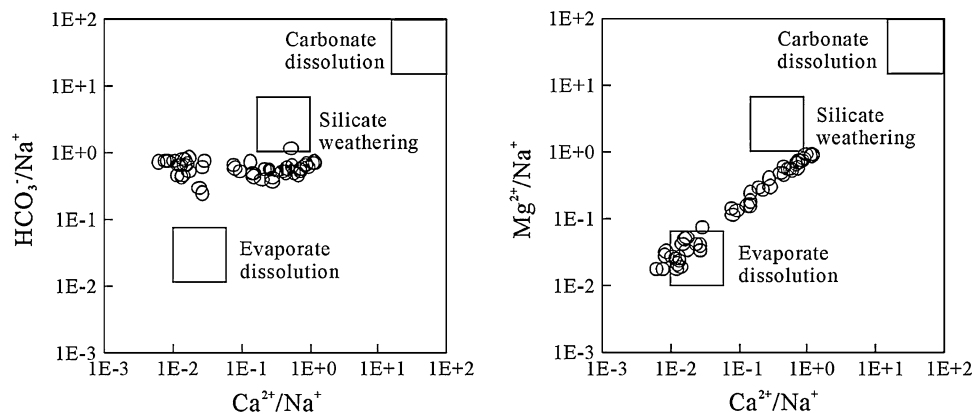 1E+2
1E+1
1E+0
1E-1
1E-2
1E-3
1E-3 1E-2 1E-1 1E+0 1E+1 1E+2
HCO₃⁻/Na⁺
Ca²⁺/Na⁺
Carbonate
dissolution
Silicate
weathering
Evaporate
dissolution
1E+2
1E+1
1E+0
1E-1
1E-2
1E-3
1E-3 1E-2 1E-1 1E+0 1E+1 1E+2
Mg²⁺/Na⁺
Ca²⁺/Na⁺
Carbonate
dissolution
Silicate
weathering
Evaporate
dissolution